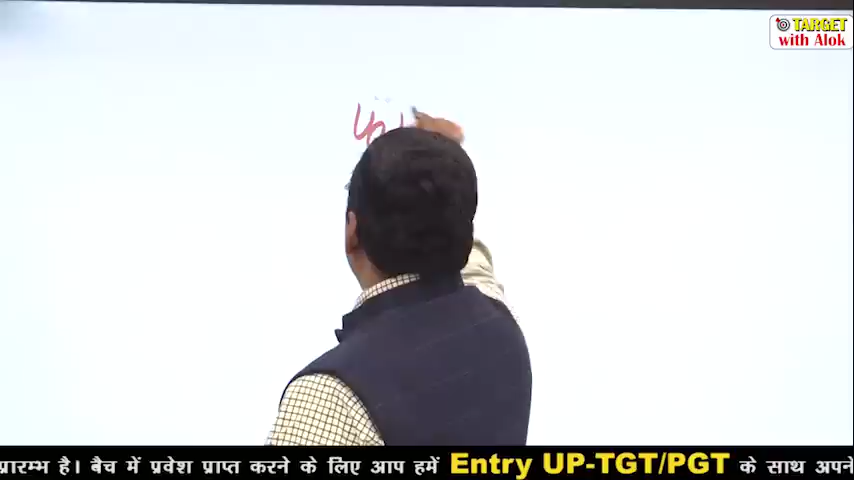 TARGET
with Alok
प्रारम्भ है। बैच में प्रवेश प्राप्त करने के लिए आप हमें Entry UP-TGT/PGT के साथ अपने